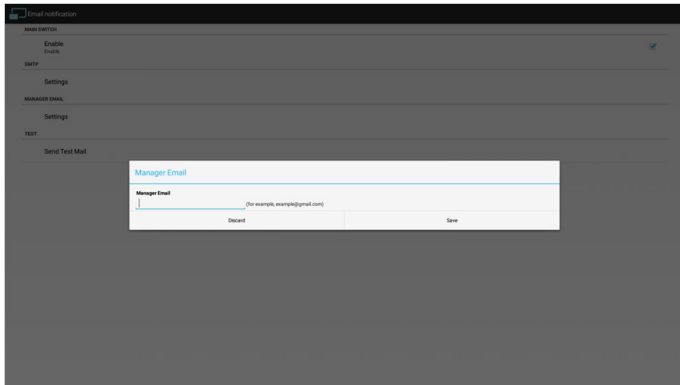 Email notification
MAIN SWITCH
Enable
Enable
SMTP
Settings
MANAGER EMAIL
Settings
TEST
Send Test Mail
Manager Email
Manager Email
(for example, example@gmail.com)
Discard Save